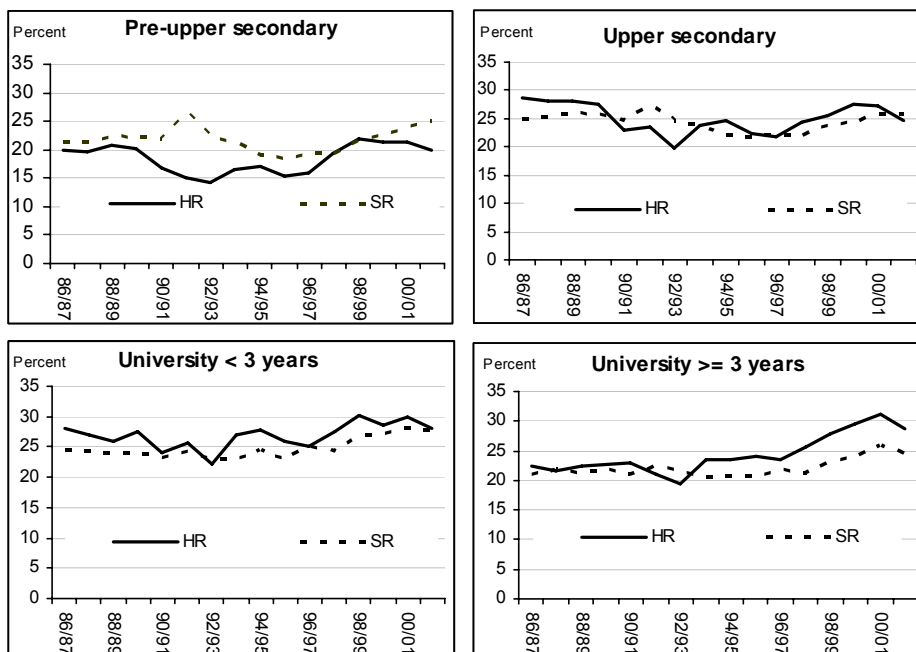 Percent Pre-upper secondary
35
30
25
20
15
10
5
0
HR SR
86/87 88/89 90/91 92/93 94/95 96/97 98/99 00/01
Percent Upper secondary
35
30
25
20
15
10
5
0
HR SR
86/87 88/89 90/91 92/93 94/95 96/97 98/99 00/01
Percent University < 3 years
35
30
25
20
15
10
5
0
HR SR
86/87 88/89 90/91 92/93 94/95 96/97 98/99 00/01
Percent University >= 3 years
35
30
25
20
15
10
5
0
HR SR
86/87 88/89 90/91 92/93 94/95 96/97 98/99 00/01